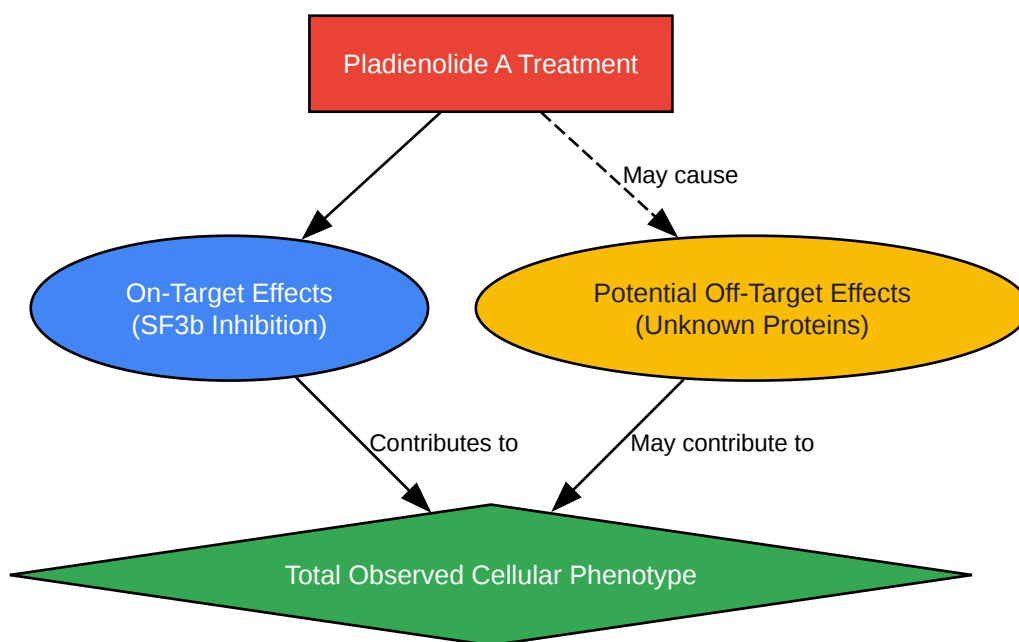 Pladienolide A Treatment
May cause
On-Target Effects
(SF3b Inhibition)
Potential Off-Target Effects
(Unknown Proteins)
Contributes to
May contribute to
Total Observed Cellular Phenotype